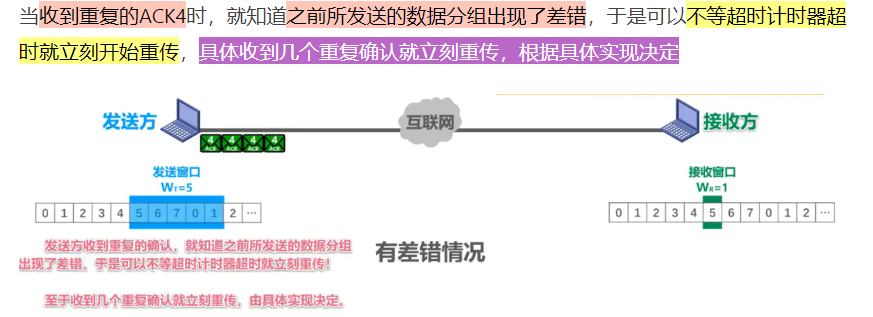 当收到重复的ACK4时，就知道之前所发送的数据分组出现了差错，于是可以不等超时计时器超
时就立刻开始重传，具体收到几个重复确认就立刻重传，根据具体实现决定
发送方
互联网
接收方
4 4 4 4
ACK ACK ACK ACK
发送窗口
WT=5
接收窗口
WR=1
0 1 2 3 4 5 6 7 0 1 2 ...
0 1 2 3 4 5 6 7 0 1 2 ...
发送方收到重复的确认，就知道之前所发送的数据分组
出现了差错，于是可以不等超时计时器超时就立刻重传！
有差错情况
至于收到几个重复确认就立刻重传，由具体实现决定。